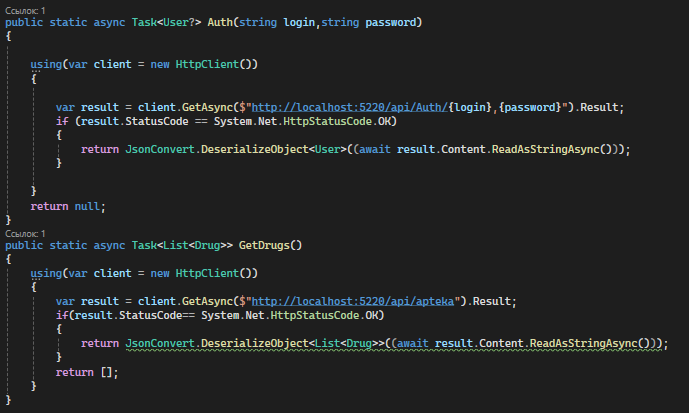 Ссылок: 1
public static async Task<User?> Auth(string login,string password)
{
using(var client = new HttpClient())
{
var result = client.GetAsync($"http://localhost:5220/api/Auth/{login},{password}").Result;
if (result.StatusCode == System.Net.HttpStatusCode.OK)
{
return JsonConvert.DeserializeObject<User>((await result.Content.ReadAsStringAsync()));
}
}
return null;
}
Ссылок: 1
public static async Task<List<Drug>> GetDrugs()
{
using(var client = new HttpClient())
{
var result = client.GetAsync($"http://localhost:5220/api/apteka").Result;
if(result.StatusCode== System.Net.HttpStatusCode.OK)
{
return JsonConvert.DeserializeObject<List<Drug>>((await result.Content.ReadAsStringAsync()));
}
return [];
}
}